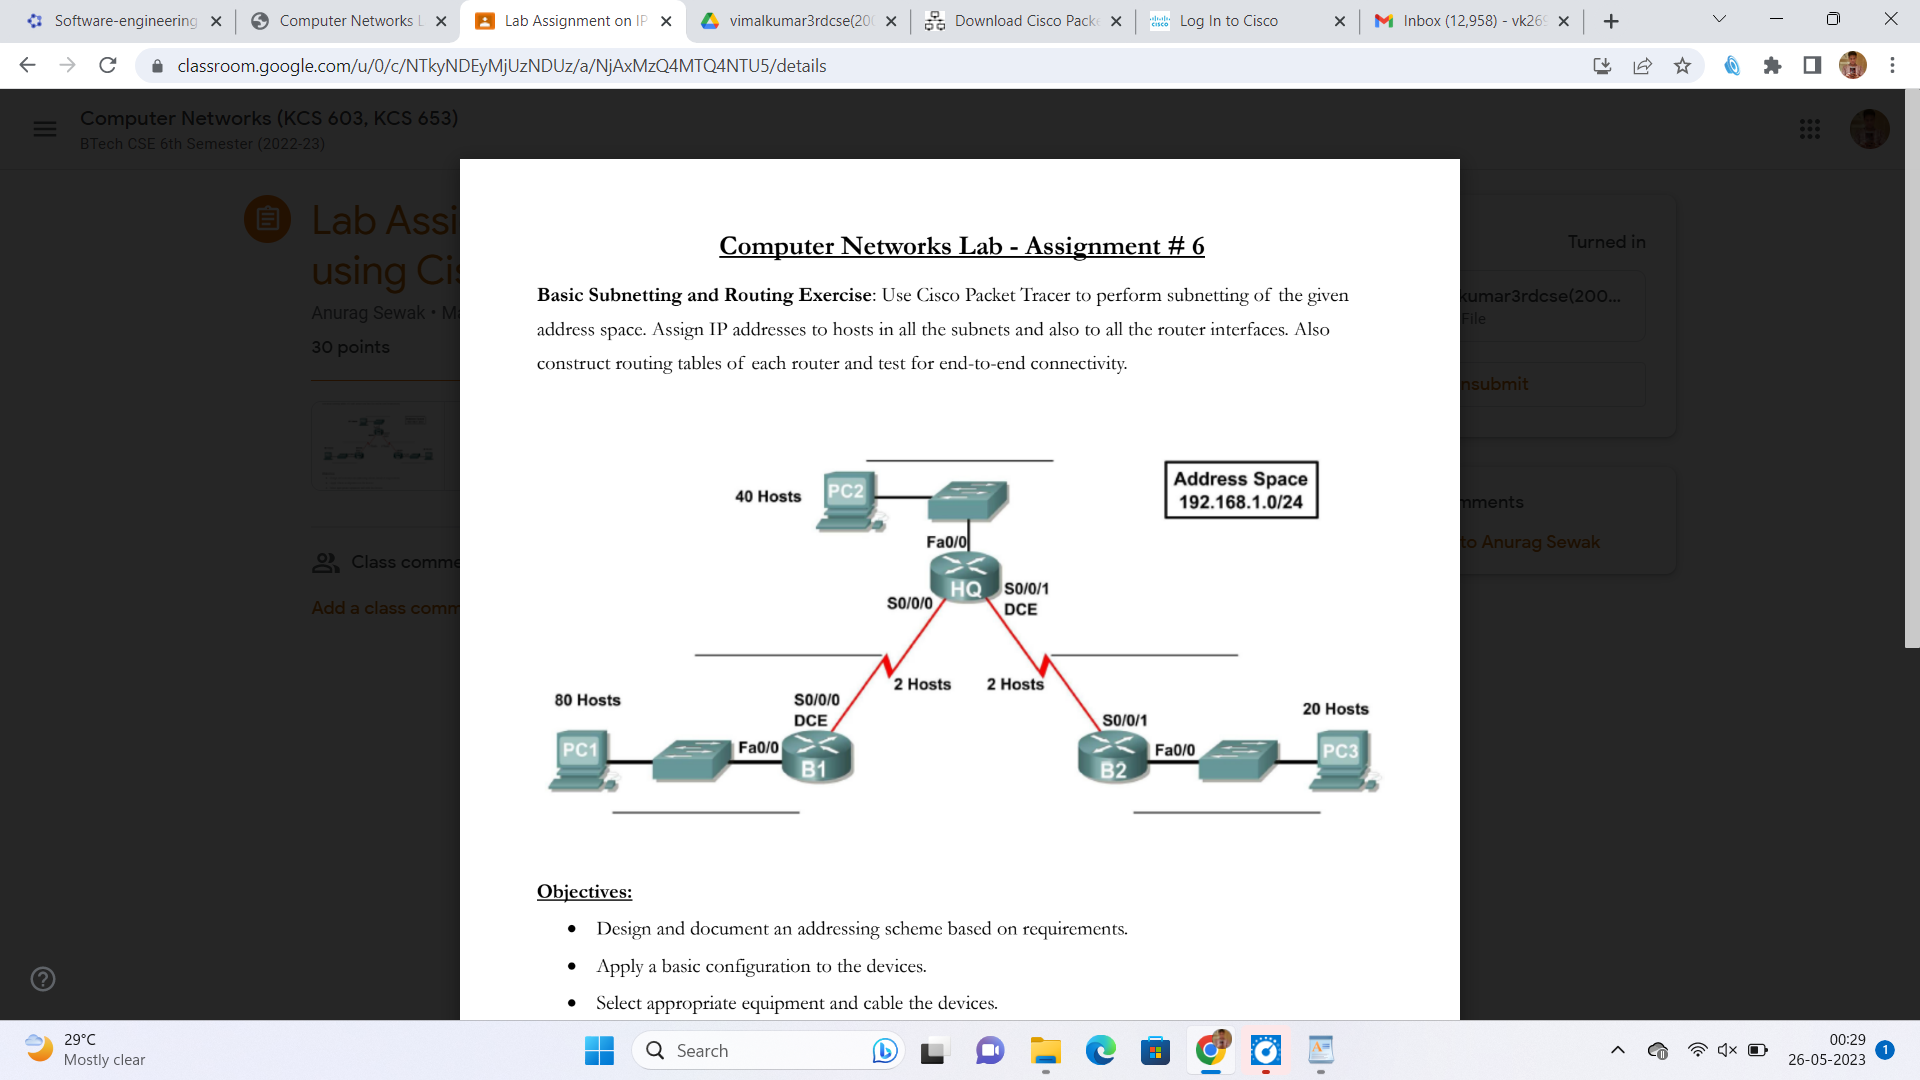 Software-engineering
Computer Networks L
Lab Assignment on IP
vimalkumar3rdcse(20
Download Cisco Pack
Log In to Cisco
Inbox (12,958) - vk26
classroom.google.com/u/0/c/NTkyNDEyMjUzNDUz/a/NjAxMzQ4MTQ4NTU5/details
Computer Networks (KCS 603, KCS 653)
BTech CSE 6th Semester (2022-23)
Lab Assi
using Cis
Anurag Sewak • Ma
30 points
Turned in
kumar3rdcse(200...
File
nsubmit
Class comme
Add a class comm
mments
to Anurag Sewak
Computer Networks Lab - Assignment # 6
Basic Subnetting and Routing Exercise: Use Cisco Packet Tracer to perform subnetting of the given
address space. Assign IP addresses to hosts in all the subnets and also to all the router interfaces. Also
construct routing tables of each router and test for end-to-end connectivity.
Address Space
192.168.1.0/24
40 Hosts
PC2
Fa0/0
HQ
S0/0/0
S0/0/1
DCE
2 Hosts
2 Hosts
80 Hosts
S0/0/0
DCE
PC1
Fa0/0
B1
S0/0/1
20 Hosts
B2
Fa0/0
PC3
Objectives:
• Design and document an addressing scheme based on requirements.
• Apply a basic configuration to the devices.
• Select appropriate equipment and cable the devices.
29°C
Mostly clear
Search
00:29
26-05-2023
1